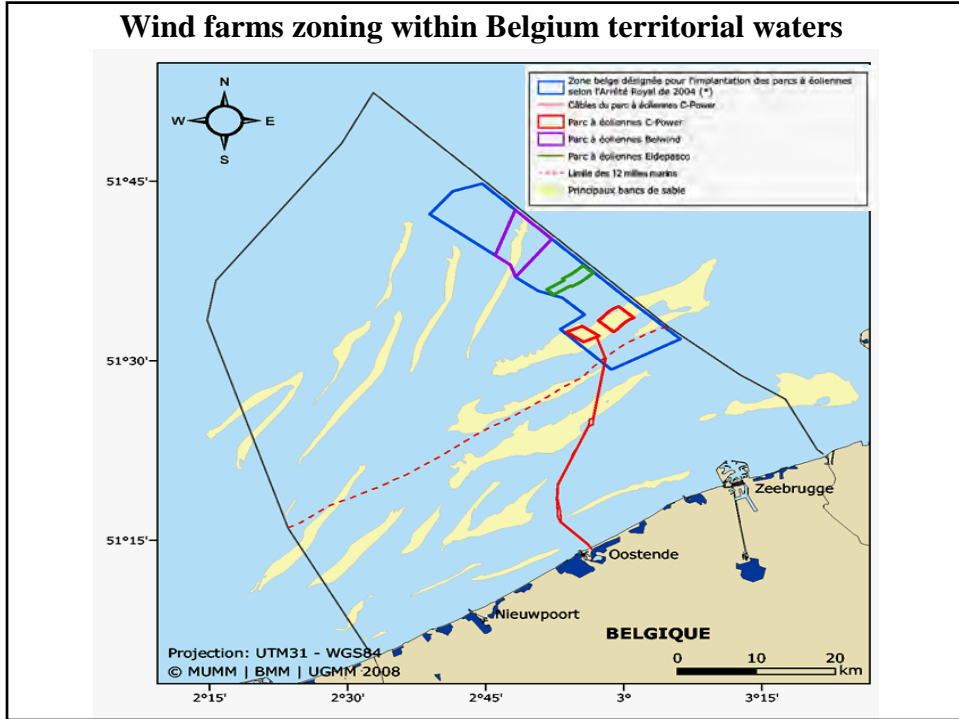 Wind farms zoning within Belgium territorial waters
N
W
E
S
Zone belge désignée pour l'implantation des parcs à éoliennes
selon l'Arrêté Royal de 2004 (*)
Câbles du parc à éoliennes C-Power
Parc à éoliennes C-Power
Parc à éoliennes Belwind
Parc à éoliennes Eldepasco
Limite des 12 milles marins
Principaux bancs de sable
51°45'
51°30'
51°15'
Zeebrugge
Oostende
Nieuwpoort
BELGIQUE
Projection: UTM31 - WGS84
© MUMM | BMM | UGMM 2008
0 10 20
km
2°15' 2°30' 2°45' 3° 3°15'